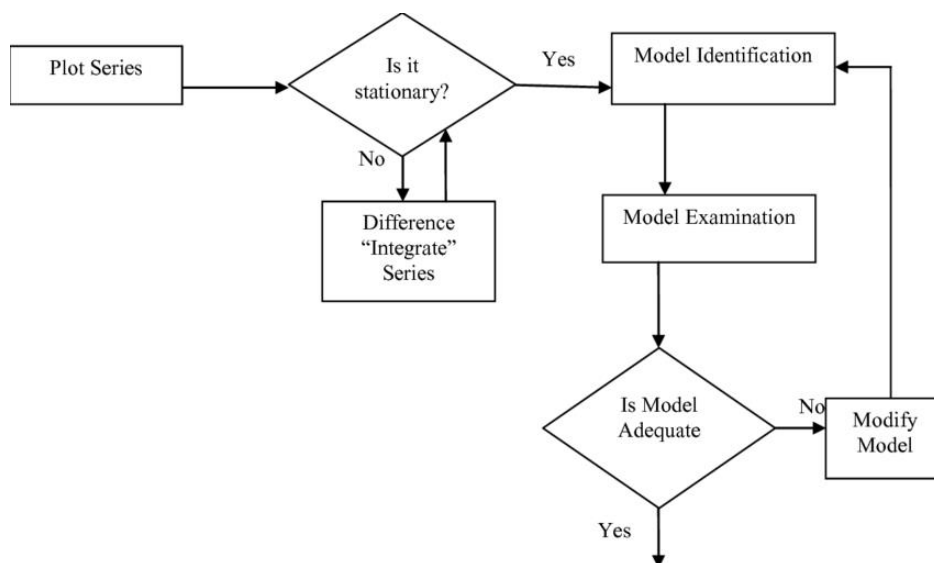 Plot Series
Is it
stationary?
Yes
Model Identification
No
Difference
“Integrate”
Series
Model Examination
Is Model
Adequate
No
Modify
Model
Yes